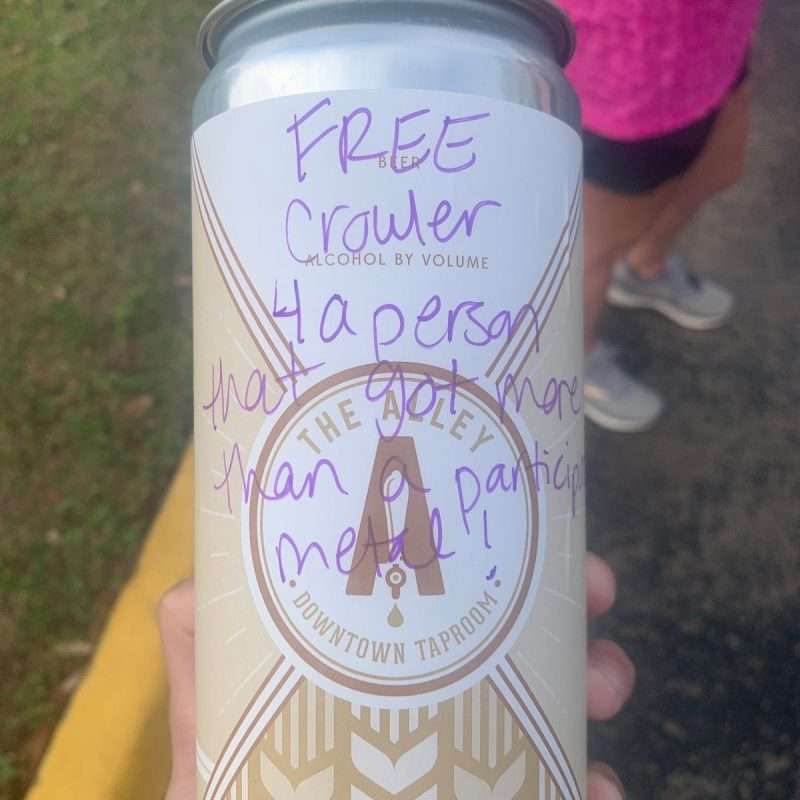 FREE
BEER
Crowler
ALCOHOL BY VOLUME
4 a person
that got more
THE ALLEY
than a particip
A
metal!
DOWNTOWN TAPROOM